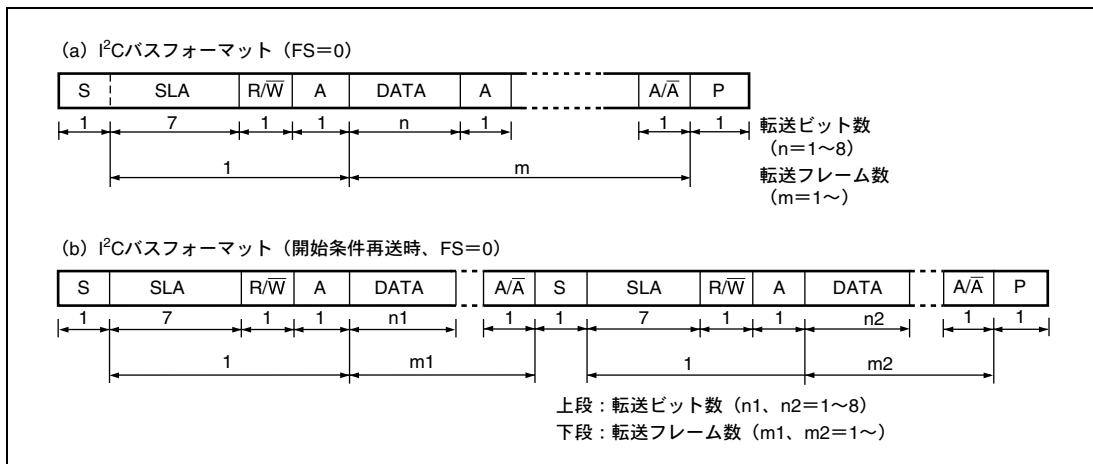 (a) I²Cバスフォーマット（FS＝0）
S SLA R/W̅ A DATA A A/A̅ P
1 7 1 1 n 1 1 1 転送ビット数
（n＝1～8）
1 m 転送フレーム数
（m＝1～）
(b) I²Cバスフォーマット（開始条件再送時、FS＝0）
S SLA R/W̅ A DATA A/A̅ S SLA R/W̅ A DATA A/A̅ P
1 7 1 1 n1 1 1 7 1 1 n2 1 1
1 m1 1 m2
上段：転送ビット数（n1、n2＝1～8）
下段：転送フレーム数（m1、m2＝1～）